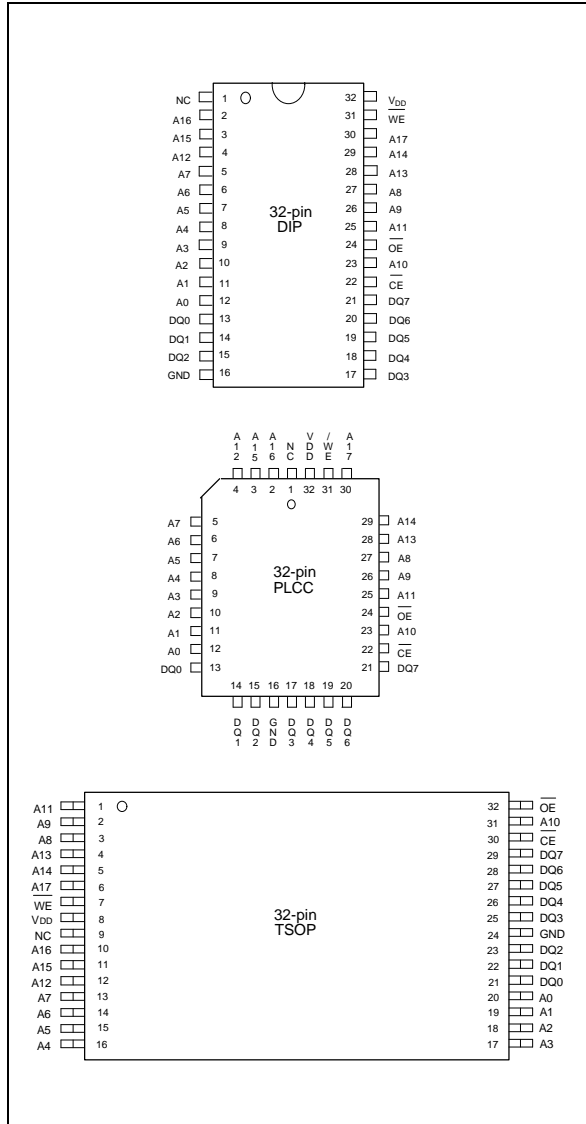 NC 1 32 VDD
A16 2 31 WE
A15 3 30 A17
A12 4 29 A14
A7 5 28 A13
A6 6 27 A8
A5 7 26 A9
A4 8 25 A11
A3 9 24 OE
A2 10 23 A10
A1 11 22 CE
A0 12 21 DQ7
DQ0 13 20 DQ6
DQ1 14 19 DQ5
DQ2 15 18 DQ4
GND 16 17 DQ3
32-pin
DIP
A12 A15 A16 NC VDD /WE A17
4 3 2 1 32 31 30
A7 5 29 A14
A6 6 28 A13
A5 7 27 A8
A4 8 26 A9
A3 9 25 A11
A2 10 24 OE
A1 11 23 A10
A0 12 22 CE
DQ0 13 21 DQ7
32-pin
PLCC
14 15 16 17 18 19 20
DQ1 DQ2 GND DQ3 DQ4 DQ5 DQ6
A11 1 32 OE
A9 2 31 A10
A8 3 30 CE
A13 4 29 DQ7
A14 5 28 DQ6
A17 6 27 DQ5
WE 7 26 DQ4
VDD 8 25 DQ3
NC 9 24 GND
A16 10 23 DQ2
A15 11 22 DQ1
A12 12 21 DQ0
A7 13 20 A0
A6 14 19 A1
A5 15 18 A2
A4 16 17 A3
32-pin
TSOP